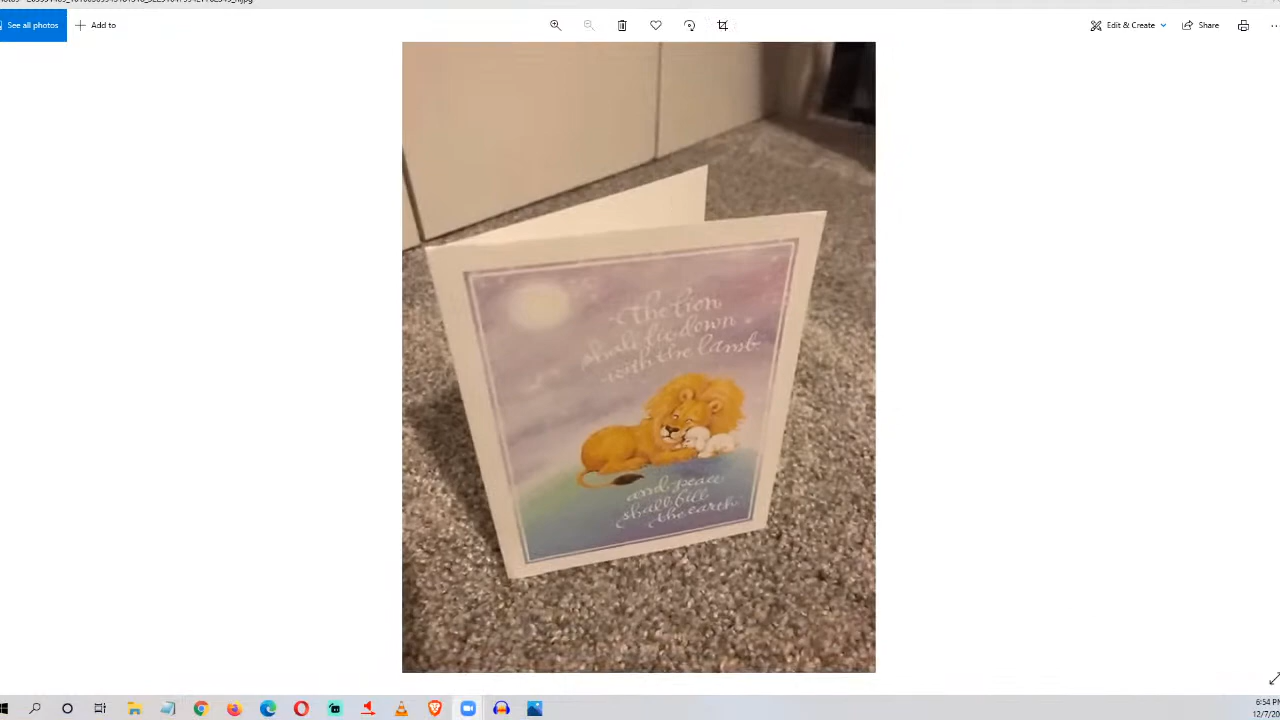 See all photos
Add to
Edit & Create
Share
The lion
shall lie down
with the lamb
and peace
shall fill
the earth
6:54 PM